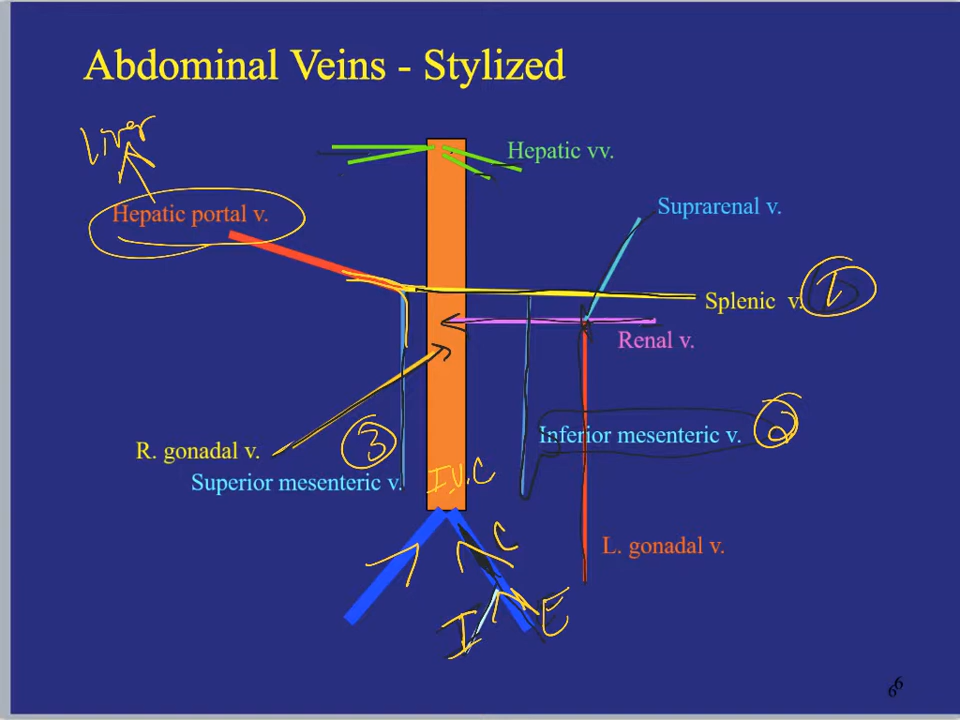 Abdominal Veins - Stylized
Liver
Hepatic vv.
Hepatic portal v.
Suprarenal v.
Splenic v. 1
Renal v.
Inferior mesenteric v. 2
R. gonadal v. 3
Superior mesenteric v.
I.V.C
C
L. gonadal v.
I E
6